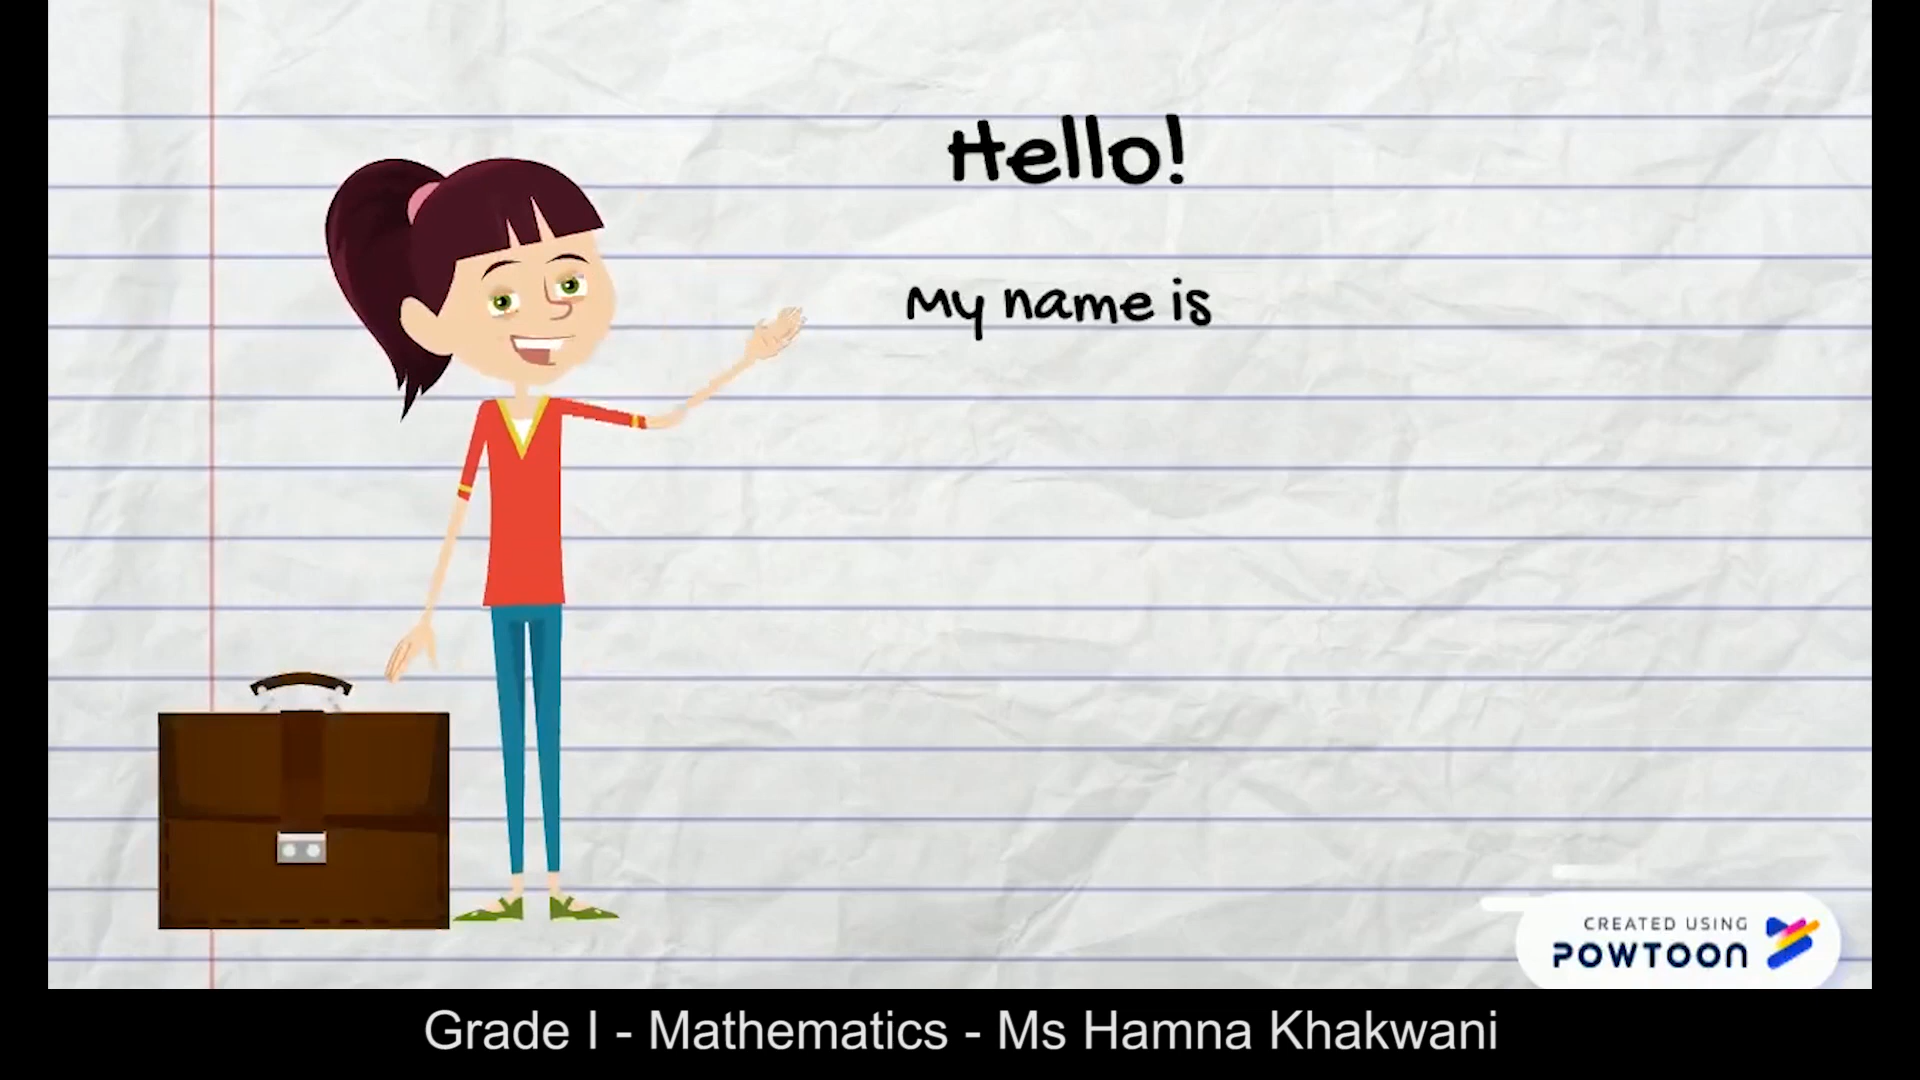 Hello!
My name is
CREATED USING
POWTOON
Grade I - Mathematics - Ms Hamna Khakwani